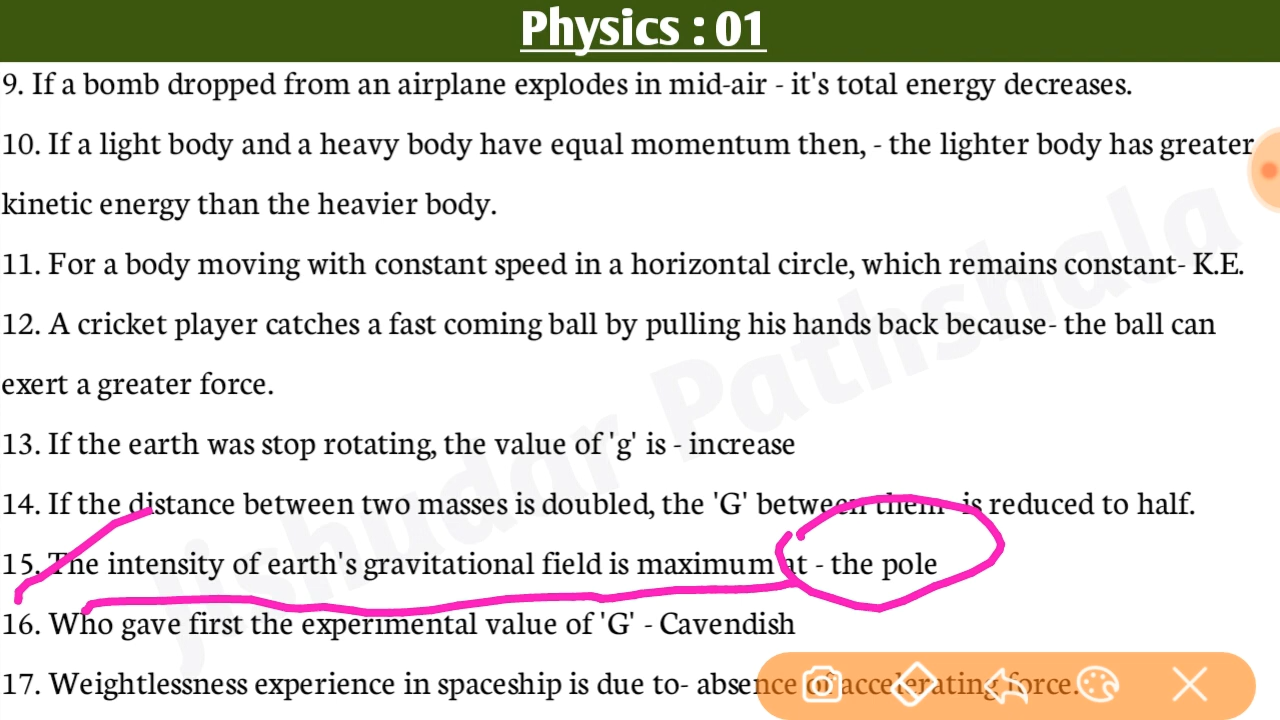 Physics : 01
9. If a bomb dropped from an airplane explodes in mid-air - it's total energy decreases.
10. If a light body and a heavy body have equal momentum then, - the lighter body has greater
kinetic energy than the heavier body.
11. For a body moving with constant speed in a horizontal circle, which remains constant- K.E.
12. A cricket player catches a fast coming ball by pulling his hands back because- the ball can
exert a greater force.
13. If the earth was stop rotating, the value of 'g' is - increase
14. If the distance between two masses is doubled, the 'G' between them - is reduced to half.
15. The intensity of earth's gravitational field is maximum at - the pole
16. Who gave first the experimental value of 'G' - Cavendish
17. Weightlessness experience in spaceship is due to- absence of accelerating force.
Jishudar Pathshala